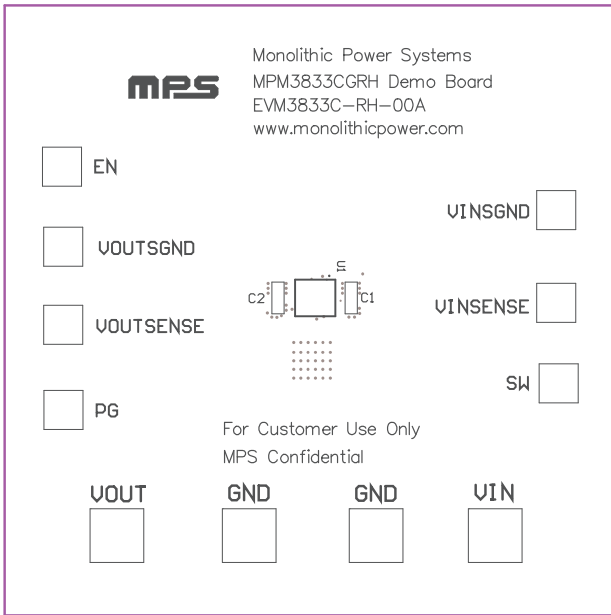 mps
Monolithic Power Systems
MPM3833CGRH Demo Board
EVM3833C-RH-00A
www.monolithicpower.com
EN
VINSGND
VOUTSGND
U1
C2
C1
VINSENSE
VOUTSENSE
SW
PG
For Customer Use Only
MPS Confidential
VOUT
GND
GND
VIN